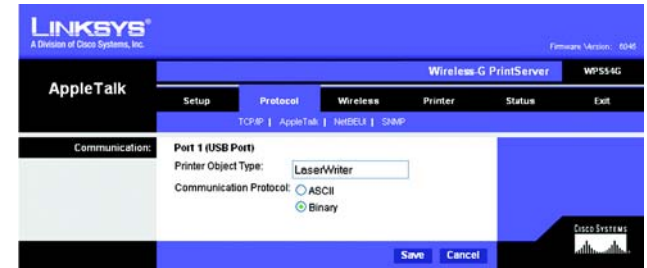 LINKSYS®
A Division of Cisco Systems, Inc.
Firmware Version: 6046
AppleTalk
Wireless-G PrintServer WPS54G
Setup Protocol Wireless Printer Status Exit
TCP/IP | AppleTalk | NetBEUI | SNMP
Communication:
Port 1 (USB Port)
Printer Object Type: LaserWriter
Communication Protocol: ASCII
Binary
CISCO SYSTEMS
Save Cancel